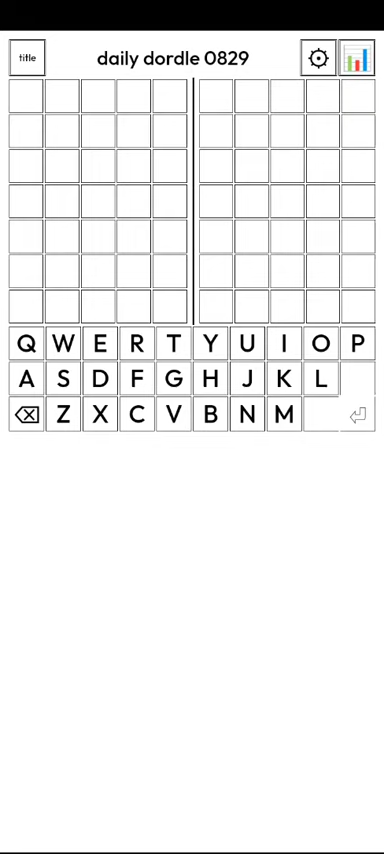 title daily dordle 0829
Q W E R T Y U I O P
A S D F G H J K L
Z X C V B N M